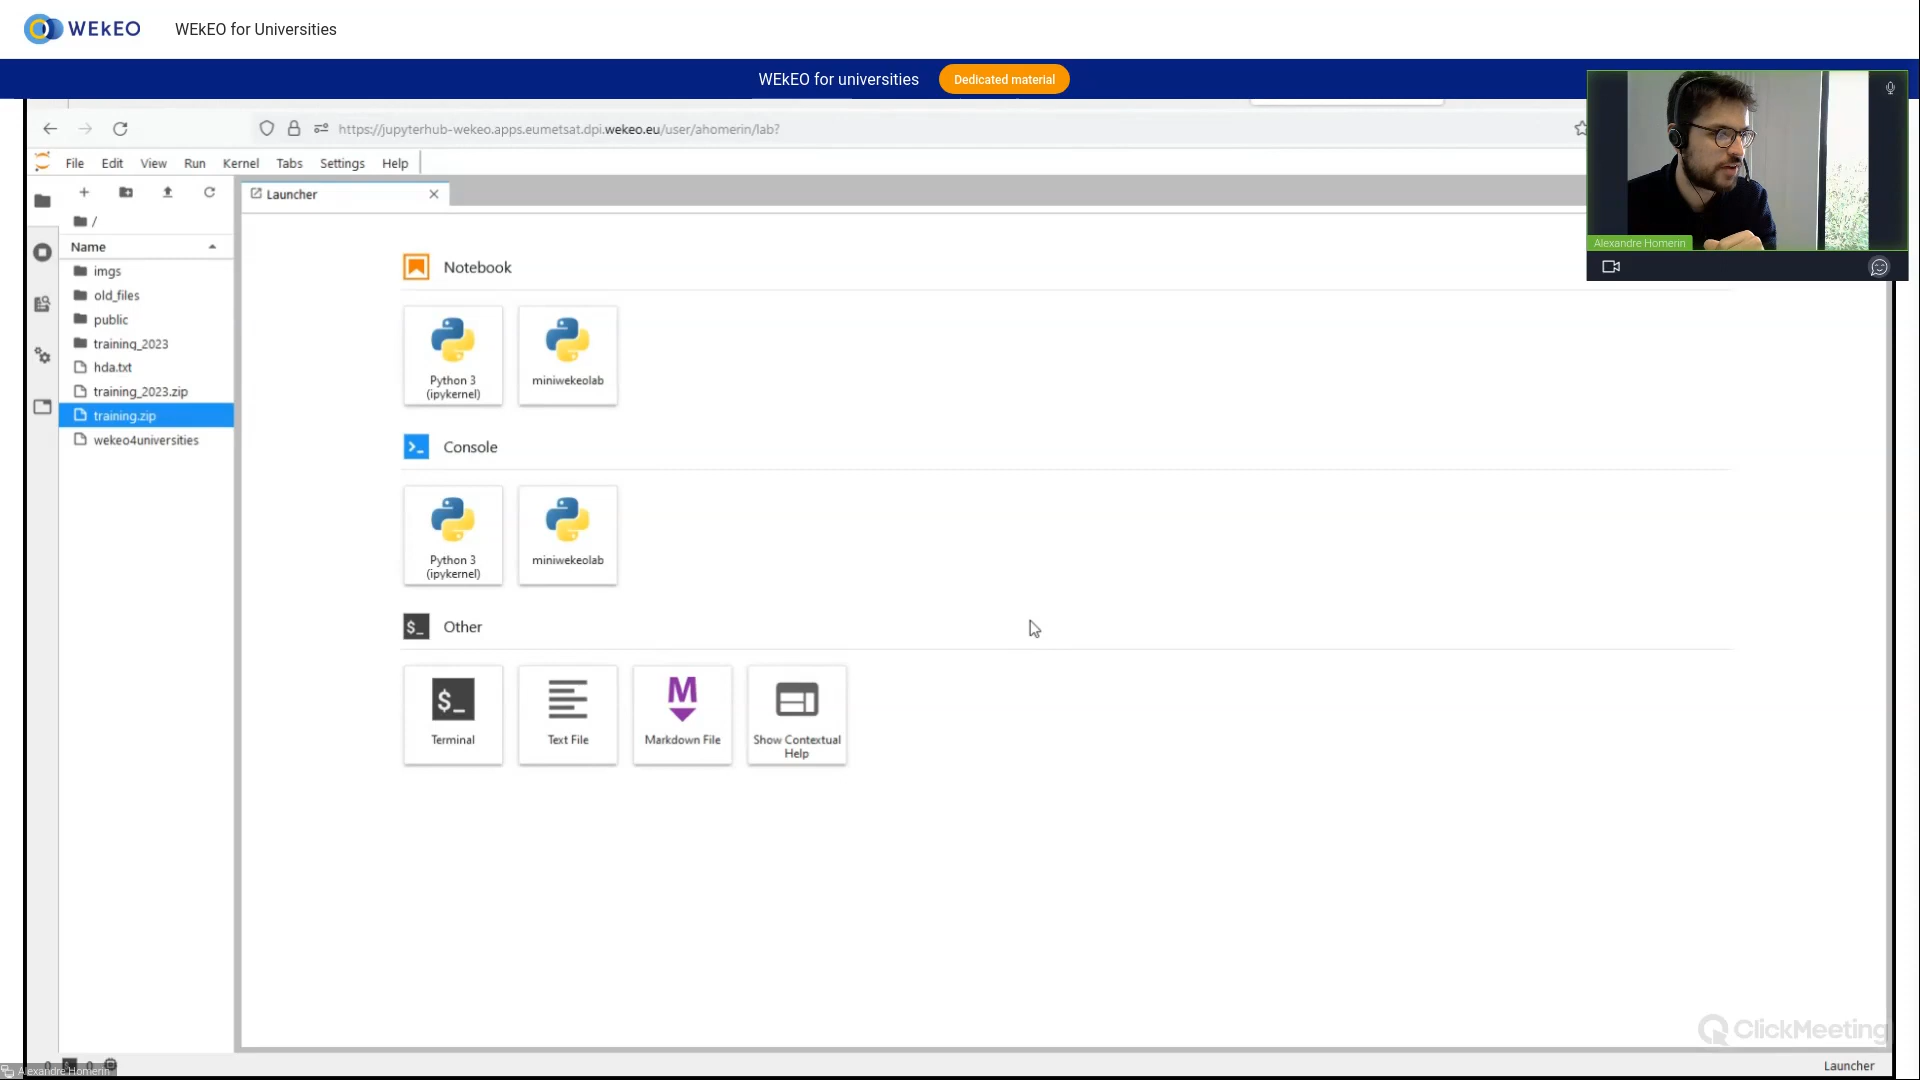 WEkEO
WEkEO for Universities
WEkEO for universities
Dedicated material
https://jupyterhub-wekeo.apps.eumetsat.dpi.wekeo.eu/user/ahomerin/lab?
File Edit View Run Kernel Tabs Settings Help
Launcher
/
Name
imgs
old_files
public
training_2023
hda.txt
training_2023.zip
training.zip
wekeo4universities
Notebook
Python 3
(ipykernel)
miniwekeolab
Console
Python 3
(ipykernel)
miniwekeolab
$_ Other
$_
Terminal
Text File
M
Markdown File
Show Contextual
Help
Alexandre Homerin
ClickMeeting
Launcher
Alexandre Homerin